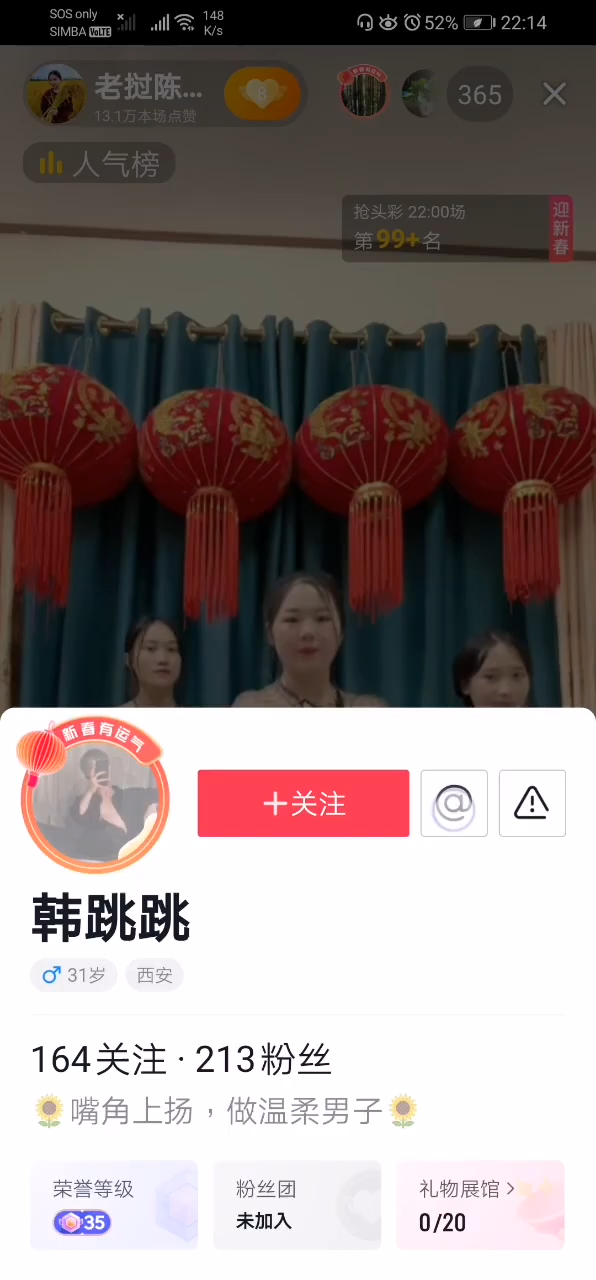 SOS only
SIMBA VoLTE
148
K/s
52%
22:14
老挝陈...
13.1万本场点赞
8
365
人气榜
抢头彩 22:00场
第99+名
迎新春
新春有运气
+关注
@
韩跳跳
♂ 31岁
西安
164关注 · 213粉丝
🌻嘴角上扬，做温柔男子🌻
荣誉等级
35
粉丝团
未加入
礼物展馆 >
0/20